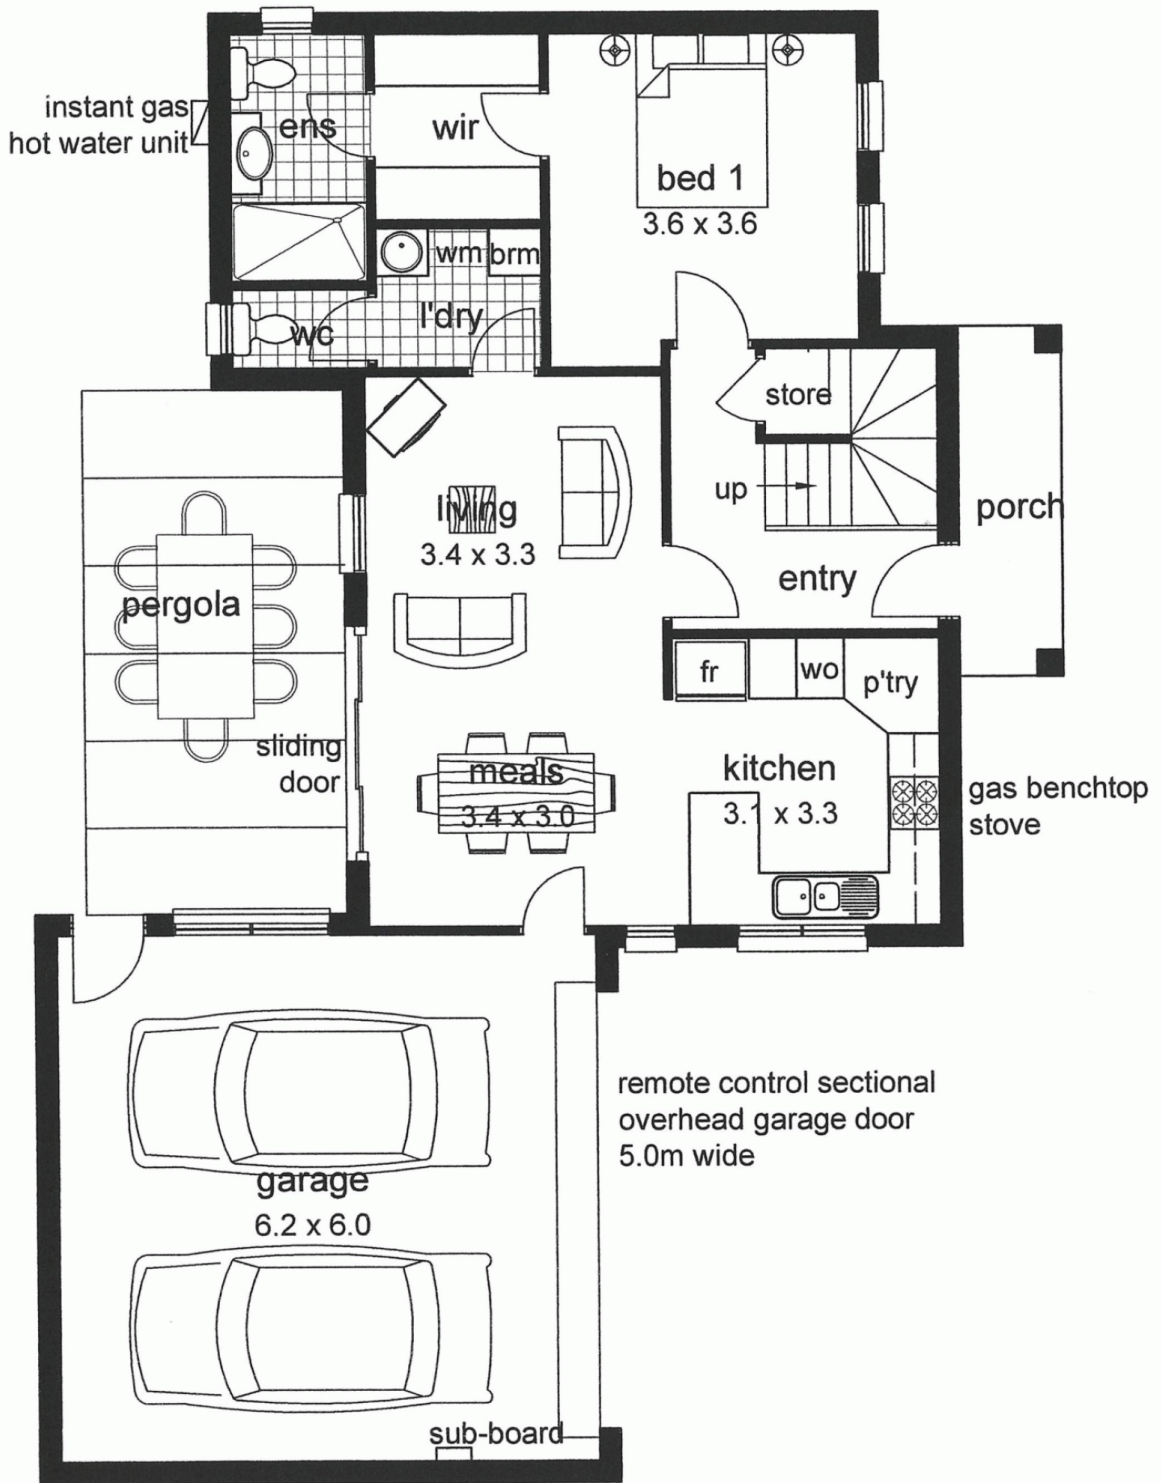 instant gas
hot water unit
ens
wir
bed 1
3.6 x 3.6
wm
brm
l'dry
wc
store
up
living
3.4 x 3.3
porch
entry
pergola
fr
wo
p'try
sliding
door
meals
3.4 x 3.0
kitchen
3.1 x 3.3
gas benchtop
stove
remote control sectional
overhead garage door
5.0m wide
garage
6.2 x 6.0
sub-board